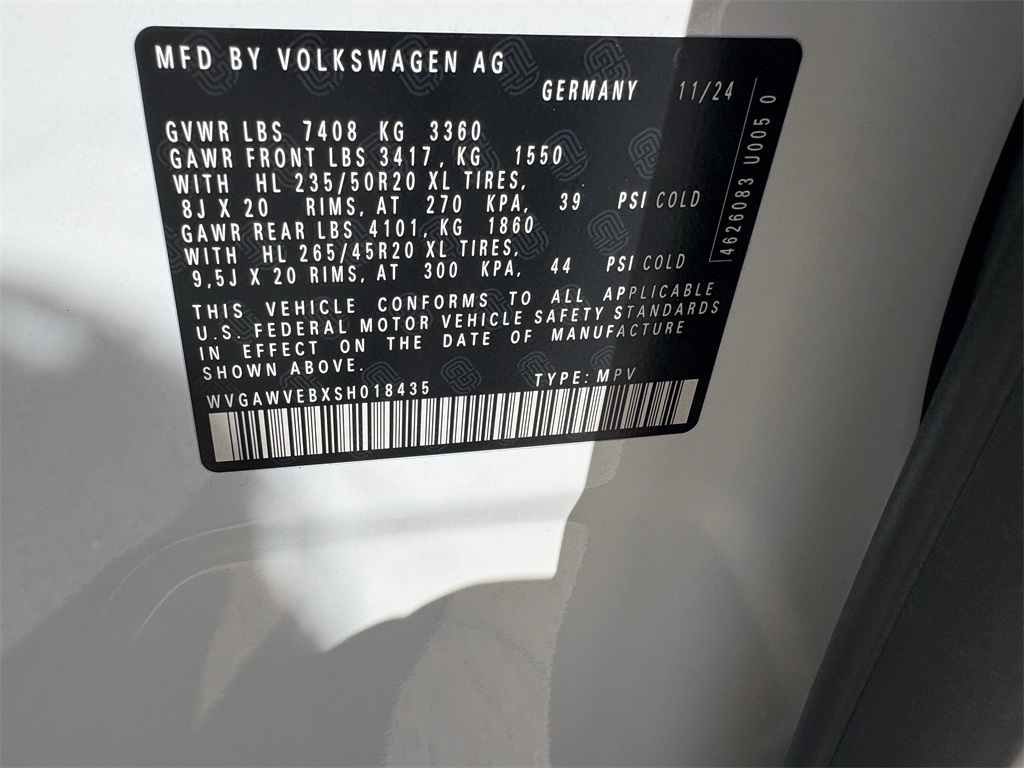 MFD BY VOLKSWAGEN AG
GERMANY 11/24
GVWR LBS 7408 KG 3360
GAWR FRONT LBS 3417, KG 1550
WITH HL 235/50R20 XL TIRES,
8J X 20 RIMS, AT 270 KPA, 39 PSI COLD
GAWR REAR LBS 4101, KG 1860
WITH HL 265/45R20 XL TIRES,
9,5J X 20 RIMS, AT 300 KPA, 44 PSI COLD
THIS VEHICLE CONFORMS TO ALL APPLICABLE
U.S. FEDERAL MOTOR VEHICLE SAFETY STANDARDS
IN EFFECT ON THE DATE OF MANUFACTURE
SHOWN ABOVE.
WVGAWVEBXSH018435 TYPE: MPV
4626083 U005 0